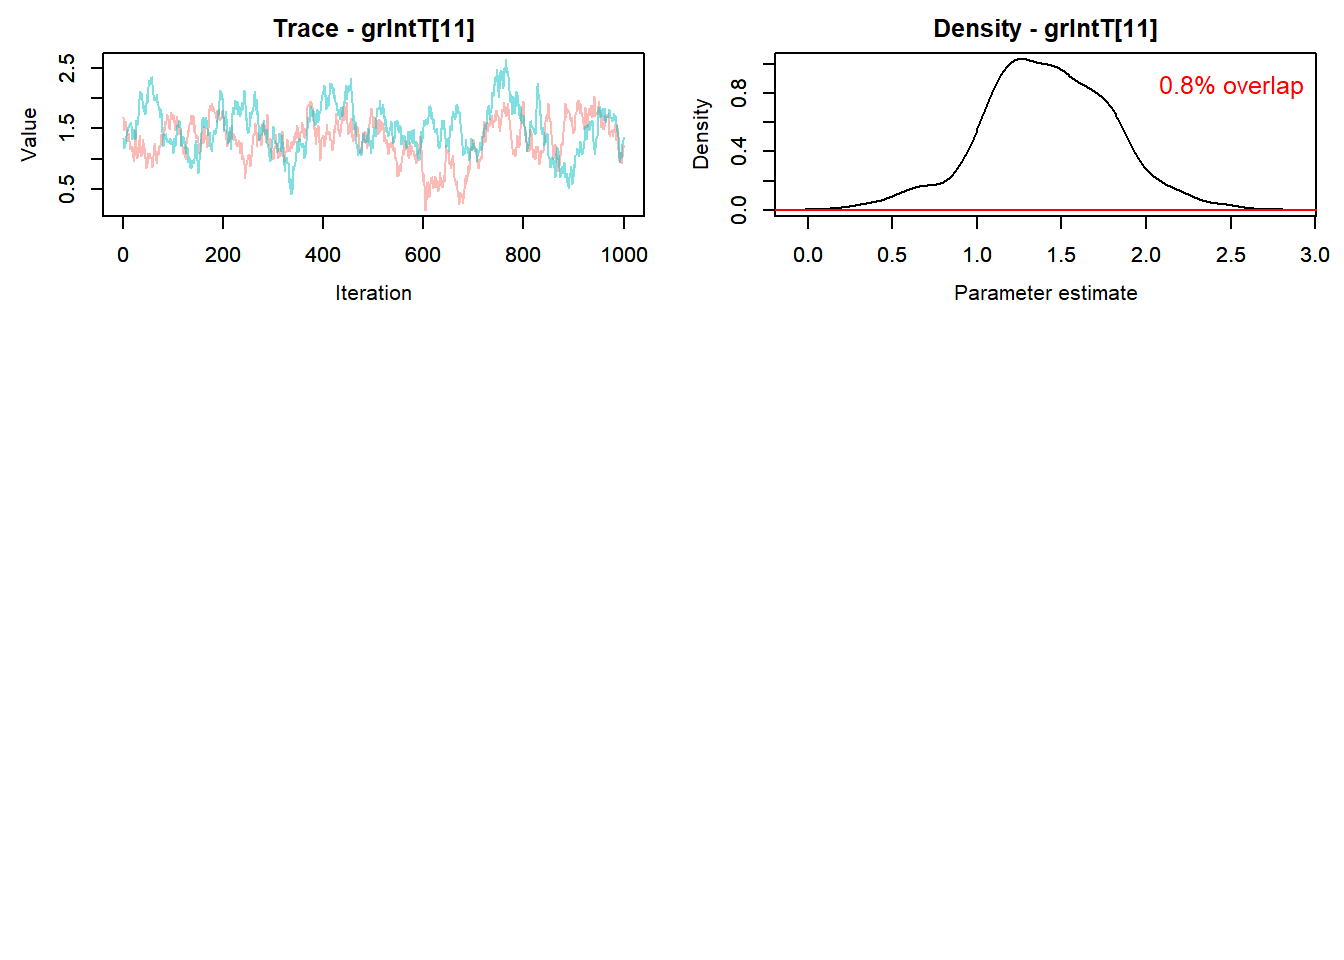 Trace - grIntT[11]
Value
0.5
1.5
2.5
0
200
400
600
800
1000
Iteration
Density - grIntT[11]
0.8% overlap
Density
0.0
0.4
0.8
0.0
0.5
1.0
1.5
2.0
2.5
3.0
Parameter estimate